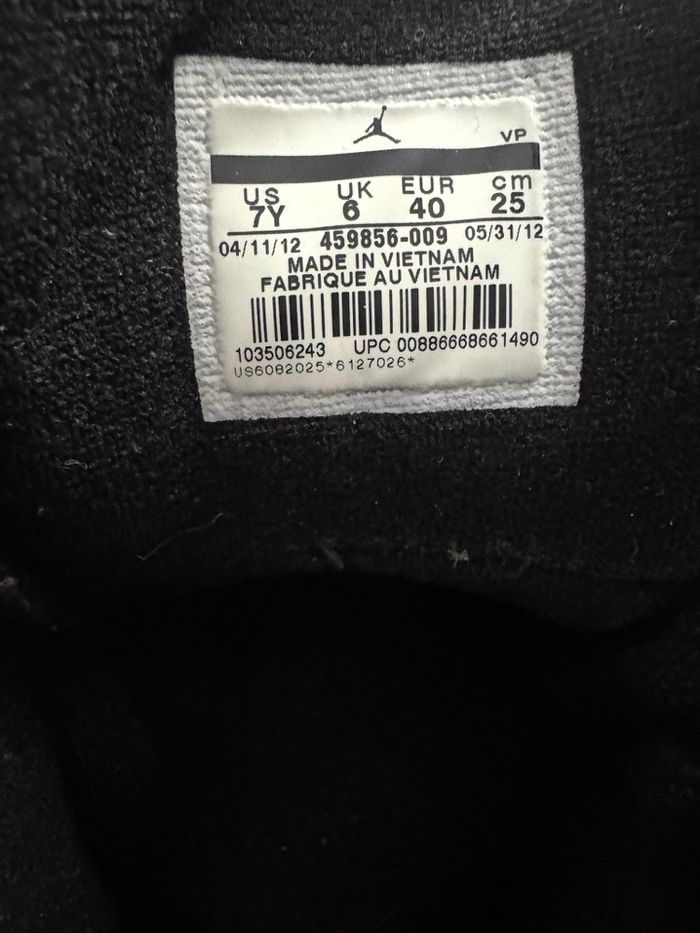 VP
US UK EUR cm
7Y 6 40 25
04/11/12 459856-009 05/31/12
MADE IN VIETNAM
FABRIQUE AU VIETNAM
103506243 UPC 00886668661490
US6082025*6127026*